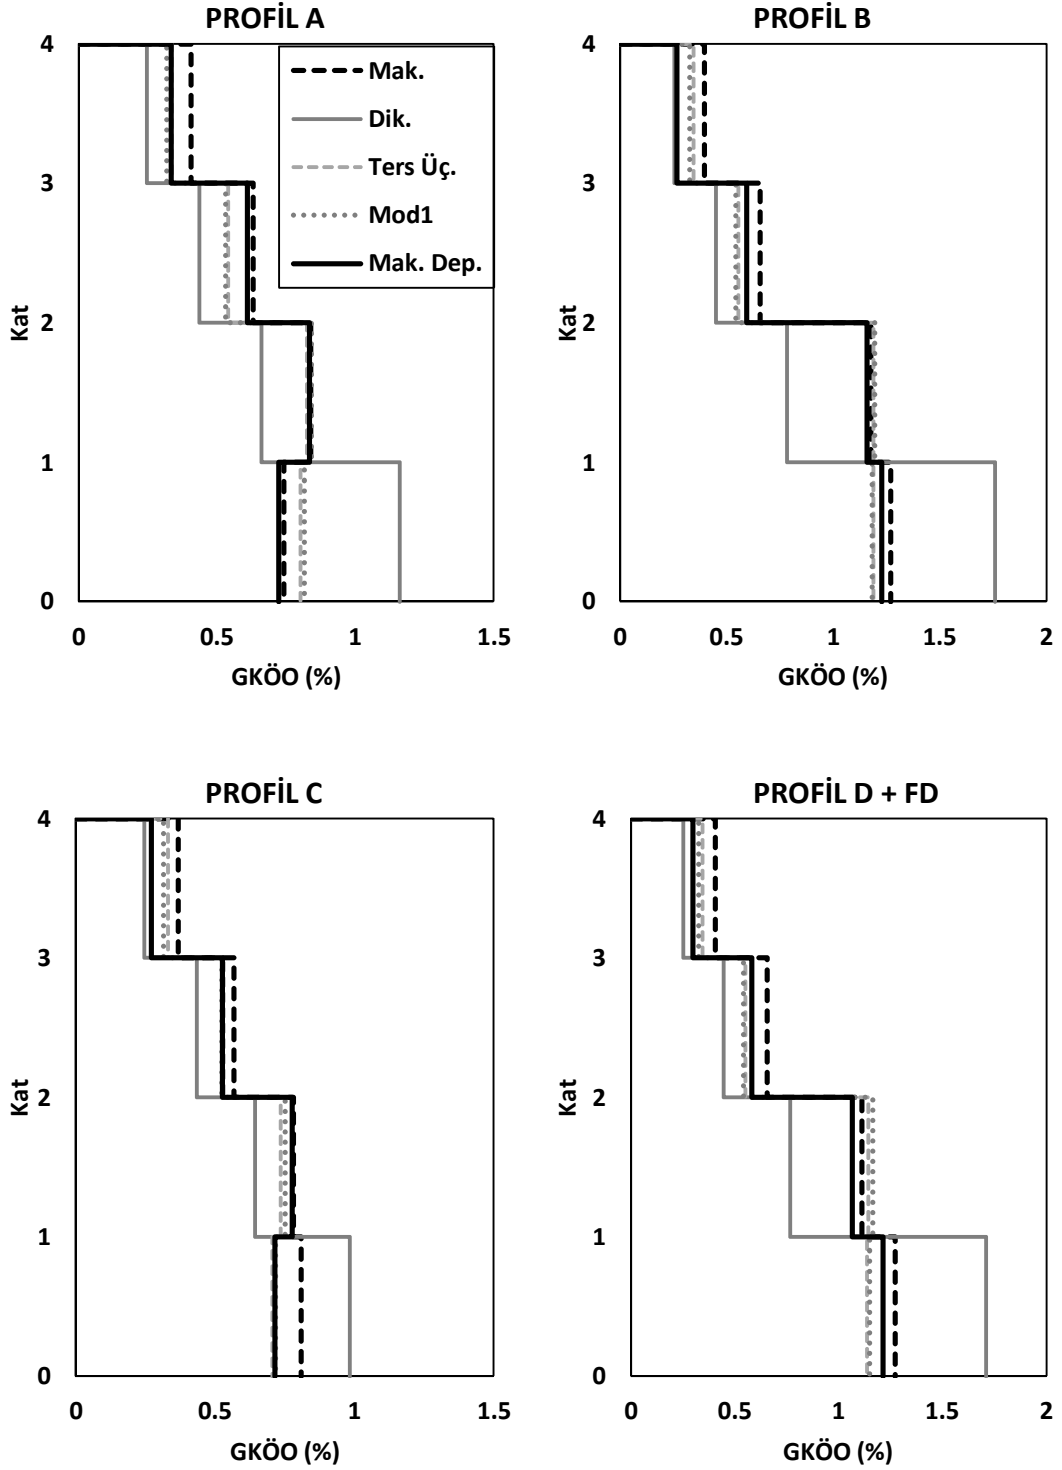 PROFİL A
4
3
2
1
0
Kat
0 0.5 1 1.5
GKÖO (%)
Mak.
Dik.
Ters Üç.
Mod1
Mak. Dep.
PROFİL B
4
3
2
1
0
Kat
0 0.5 1 1.5 2
GKÖO (%)
PROFİL C
4
3
2
1
0
Kat
0 0.5 1 1.5
GKÖO (%)
PROFİL D + FD
4
3
2
1
0
Kat
0 0.5 1 1.5 2
GKÖO (%)